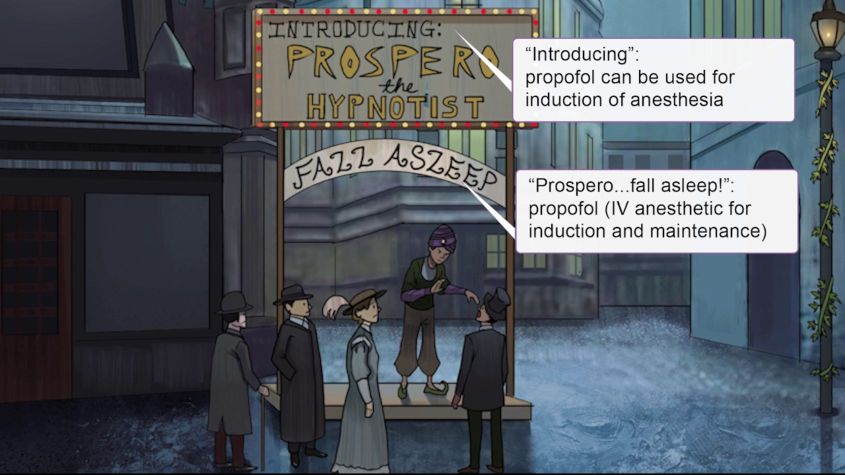 INTRODUCING:
PROSPERO
the
HYPNOTIST
FALL ASLEEP
“Introducing”:
propofol can be used for
induction of anesthesia
“Prospero...fall asleep!”:
propofol (IV anesthetic for
induction and maintenance)